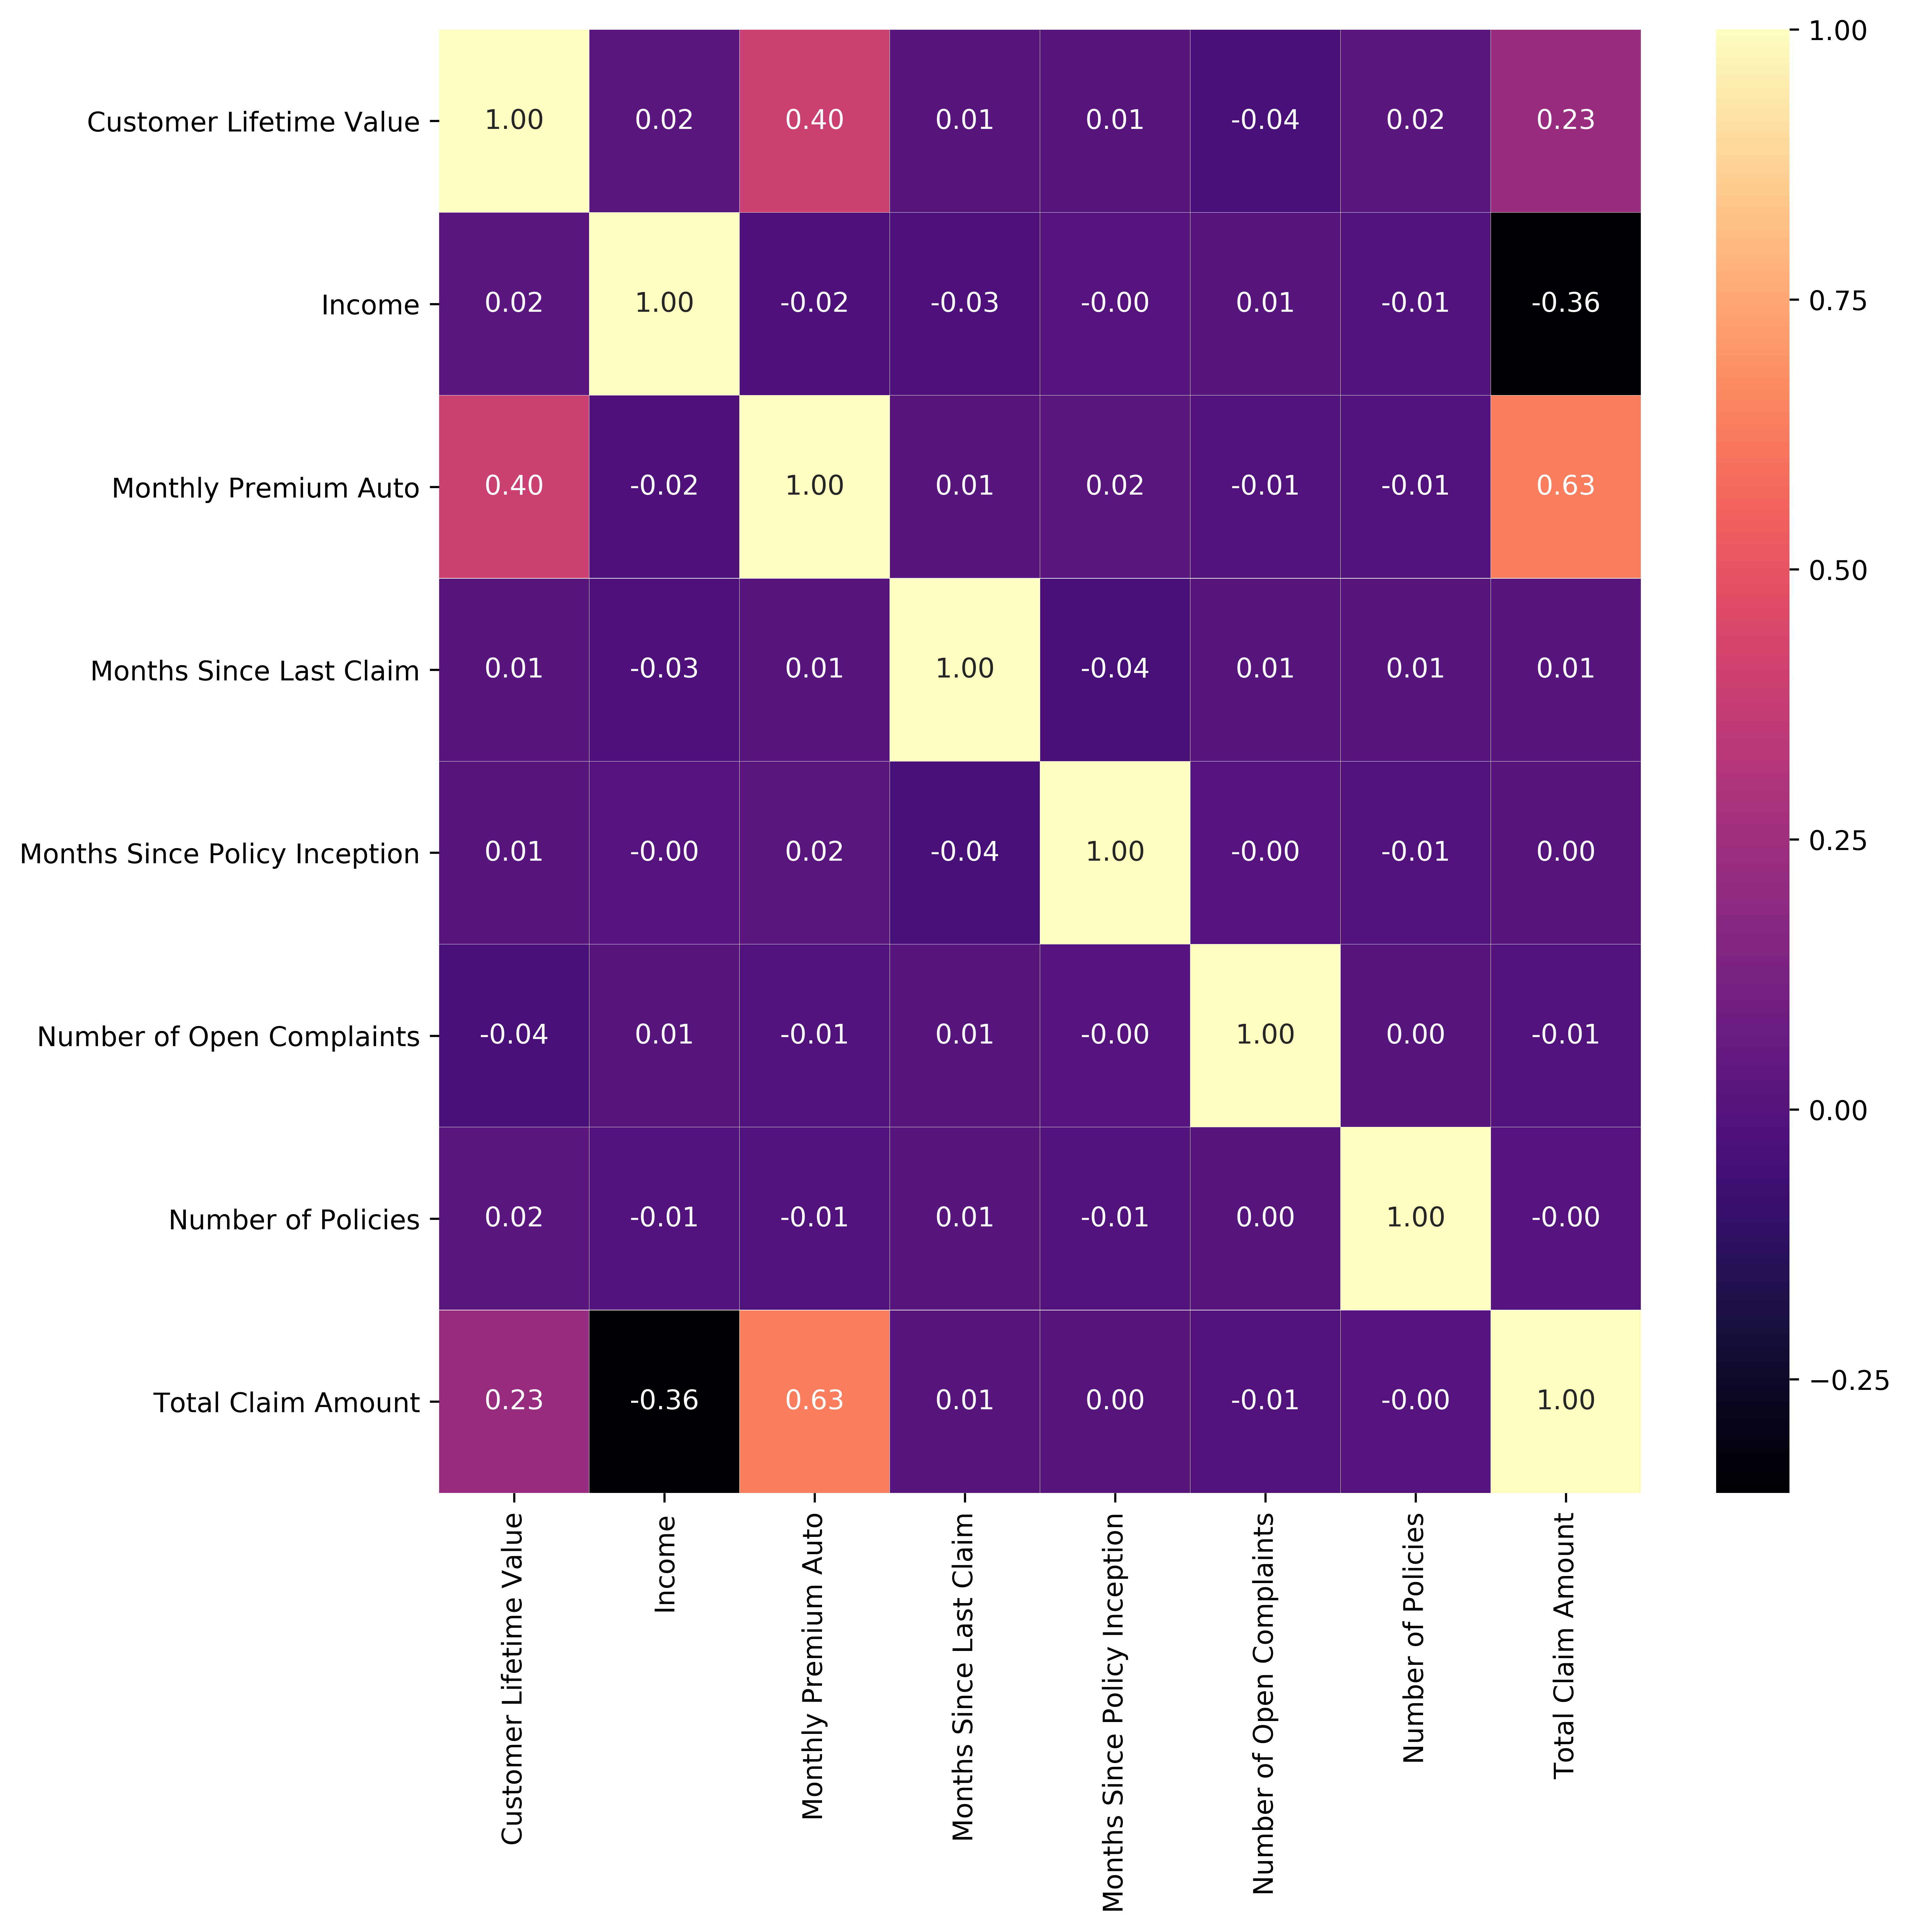 Customer Lifetime Value 1.00 0.02 0.40 0.01 0.01 -0.04 0.02 0.23
Income 0.02 1.00 -0.02 -0.03 -0.00 0.01 -0.01 -0.36
Monthly Premium Auto 0.40 -0.02 1.00 0.01 0.02 -0.01 -0.01 0.63
Months Since Last Claim 0.01 -0.03 0.01 1.00 -0.04 0.01 0.01 0.01
Months Since Policy Inception 0.01 -0.00 0.02 -0.04 1.00 -0.00 -0.01 0.00
Number of Open Complaints -0.04 0.01 -0.01 0.01 -0.00 1.00 0.00 -0.01
Number of Policies 0.02 -0.01 -0.01 0.01 -0.01 0.00 1.00 -0.00
Total Claim Amount 0.23 -0.36 0.63 0.01 0.00 -0.01 -0.00 1.00
Customer Lifetime Value
Income
Monthly Premium Auto
Months Since Last Claim
Months Since Policy Inception
Number of Open Complaints
Number of Policies
Total Claim Amount
1.00
0.75
0.50
0.25
0.00
−0.25